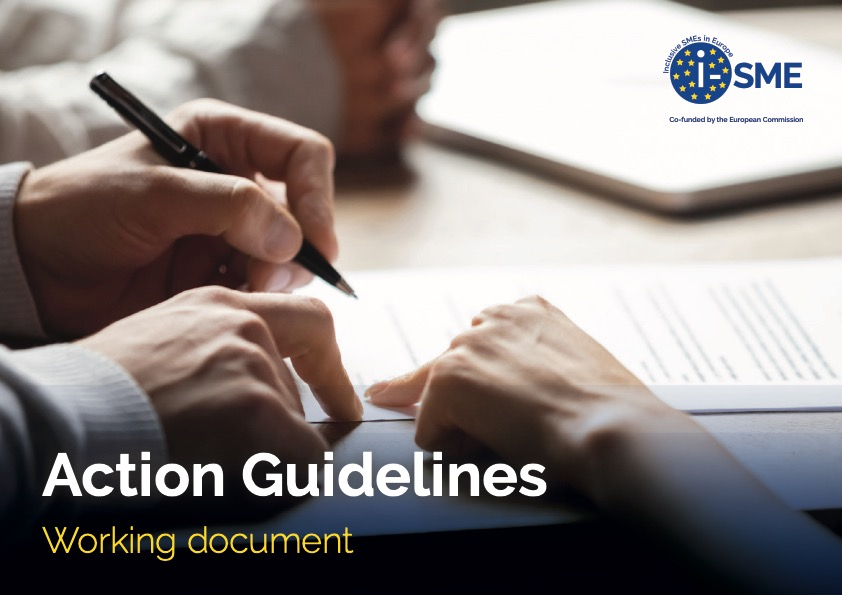 Inclusive SMEs in Europe
i-SME
Co-funded by the European Commission
Action Guidelines
Working document